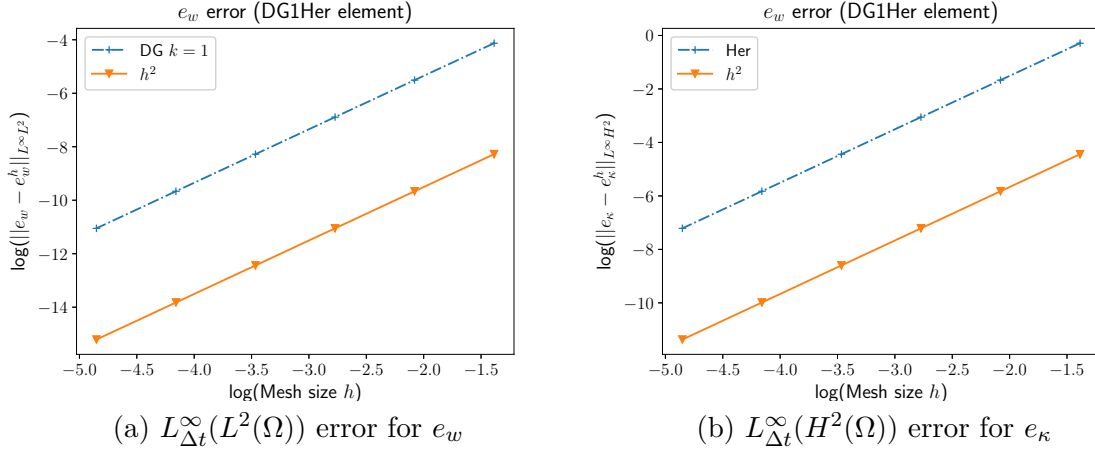 e_w error (DG1Her element)
DG k = 1
h^2
log(||e_w − e_w^h||_{L^∞L^2})
−4
−6
−8
−10
−12
−14
−5.0 −4.5 −4.0 −3.5 −3.0 −2.5 −2.0 −1.5
log(Mesh size h)
(a) L^∞_{Δt}(L^2(Ω)) error for e_w
e_w error (DG1Her element)
Her
h^2
log(||e_κ − e_κ^h||_{L^∞H^2})
0
−2
−4
−6
−8
−10
−5.0 −4.5 −4.0 −3.5 −3.0 −2.5 −2.0 −1.5
log(Mesh size h)
(b) L^∞_{Δt}(H^2(Ω)) error for e_κ